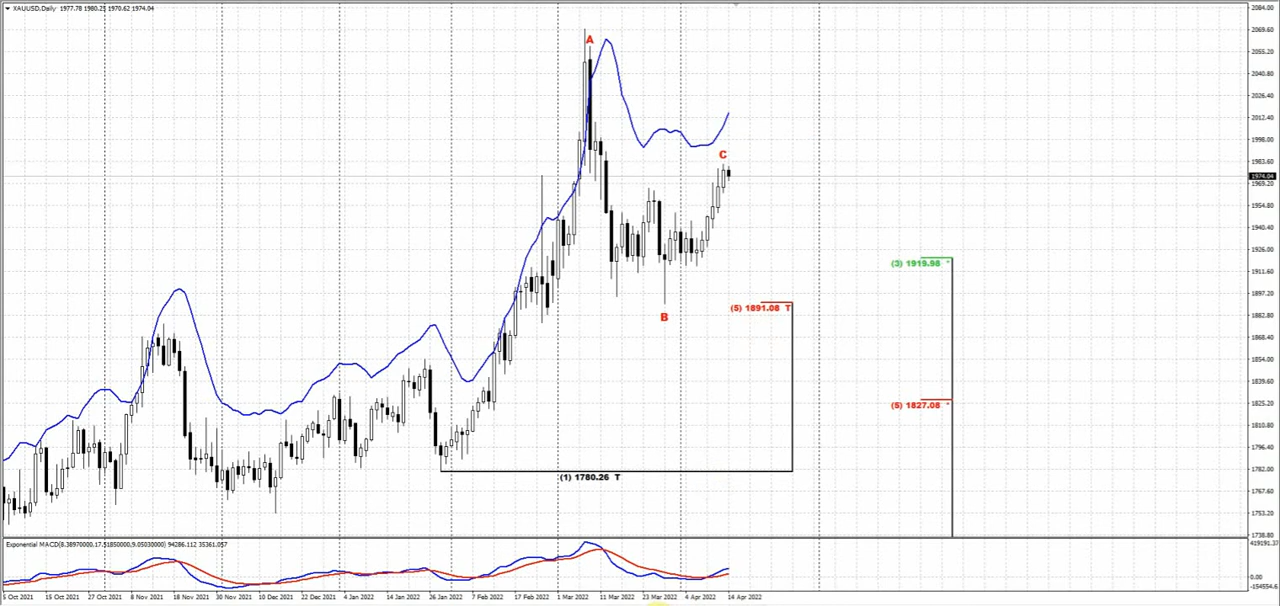 XAUUSD.Daily 1977.78 1980.25 1970.62 1974.04
2084.00
2069.60
2055.20
2040.80
2026.40
2012.40
1998.00
1983.60
1974.04
1969.20
1954.80
1940.40
1926.00
1911.60
1897.20
1882.80
1868.40
1854.00
1839.60
1825.20
1810.80
1796.40
1782.00
1767.60
1753.20
1738.80
A
C
B
(3) 1919.98 *
(5) 1891.08 T
(5) 1827.08 *
(1) 1780.26 T
Exponential MACD(8.38970000,17.51850000,9.05030000) 94286.112 35361.057
419191.37
0.00
-154554.6
5 Oct 2021 15 Oct 2021 27 Oct 2021 8 Nov 2021 18 Nov 2021 30 Nov 2021 10 Dec 2021 22 Dec 2021 4 Jan 2022 14 Jan 2022 26 Jan 2022 7 Feb 2022 17 Feb 2022 1 Mar 2022 11 Mar 2022 23 Mar 2022 4 Apr 2022 14 Apr 2022